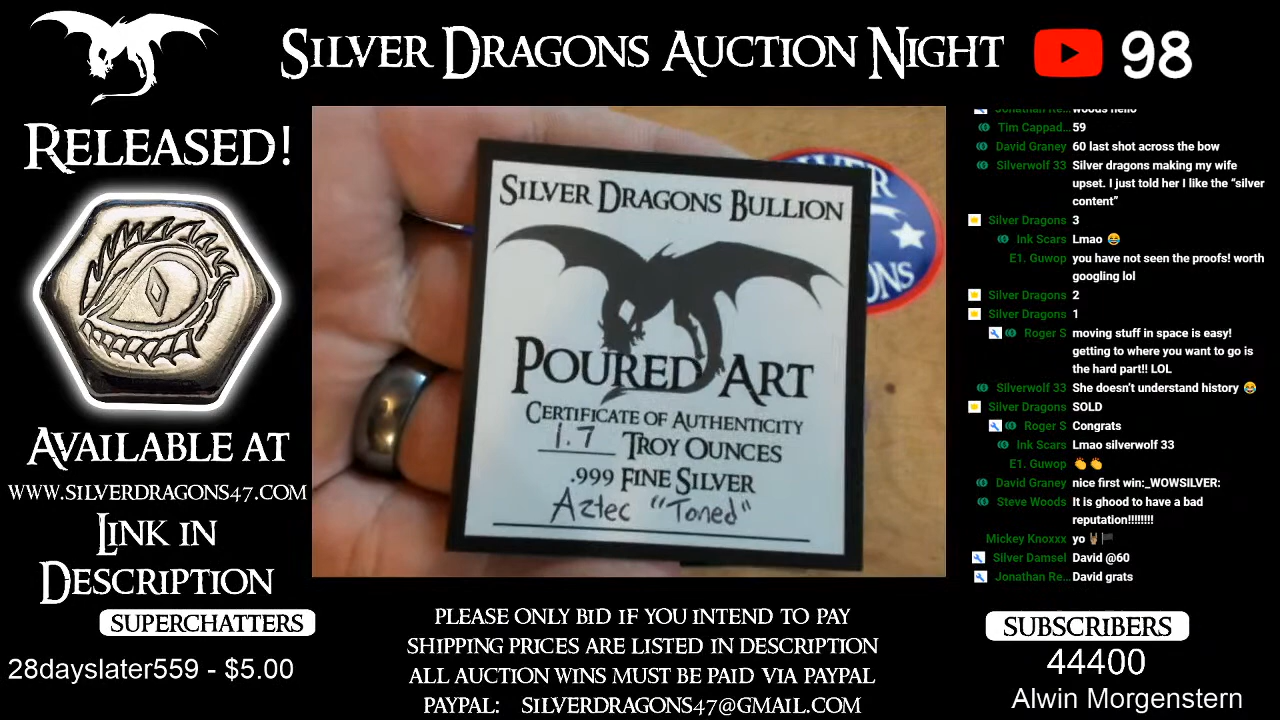 SILVER DRAGONS AUCTION NIGHT
98
RELEASED!
AVAILABLE AT
WWW.SILVERDRAGONS47.COM
LINK IN
DESCRIPTION
SUPERCHATTERS
28dayslater559 - $5.00
SILVER DRAGONS BULLION
POURED ART
CERTIFICATE OF AUTHENTICITY
1.7 TROY OUNCES
.999 FINE SILVER
Aztec "Toned"
PLEASE ONLY BID IF YOU INTEND TO PAY
SHIPPING PRICES ARE LISTED IN DESCRIPTION
ALL AUCTION WINS MUST BE PAID VIA PAYPAL
PAYPAL: SILVERDRAGONS47@GMAIL.COM
Jonathan Re... woods hello
Tim Cappad... 59
David Graney 60 last shot across the bow
Silverwolf 33 Silver dragons making my wife
upset. I just told her I like the “silver
content”
Silver Dragons 3
Ink Scars Lmao 😂
E1. Guwop you have not seen the proofs! worth
googling lol
Silver Dragons 2
Silver Dragons 1
Roger S moving stuff in space is easy!
getting to where you want to go is
the hard part!! LOL
Silverwolf 33 She doesn’t understand history 😂
Silver Dragons SOLD
Roger S Congrats
Ink Scars Lmao silverwolf 33
E1. Guwop 👏👏
David Graney nice first win:_WOWSILVER:
Steve Woods It is ghood to have a bad
reputation!!!!!!!!
Mickey Knoxxx yo 🤘🏽🏴
Silver Damsel David @60
Jonathan Re... David grats
SUBSCRIBERS
44400
Alwin Morgenstern